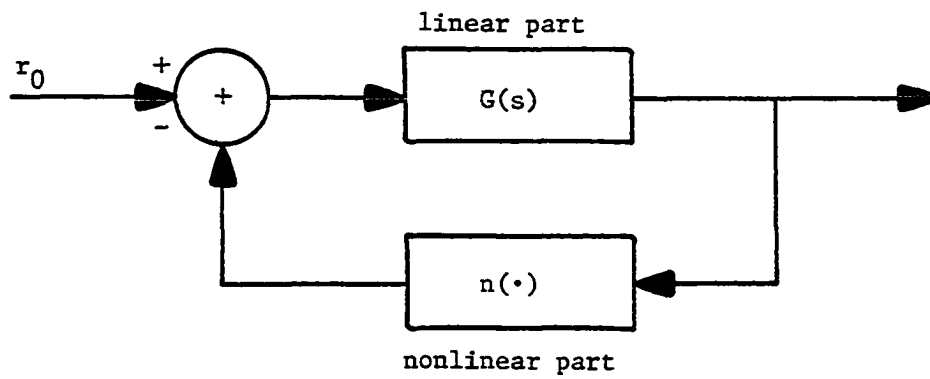 linear part
r0
+
+
-
G(s)
n(·)
nonlinear part